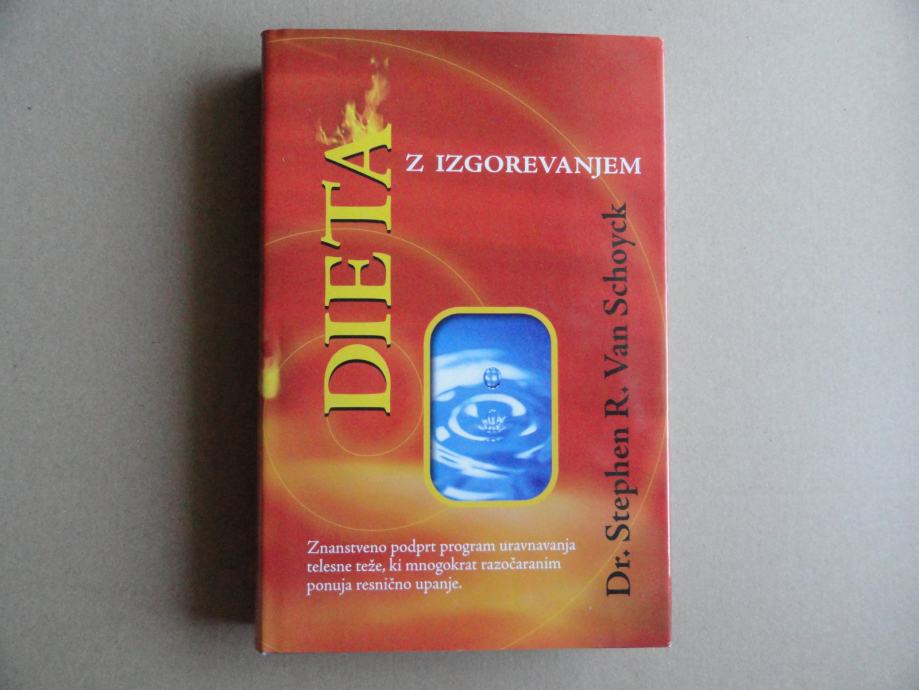 DIETA
Z IZGOREVANJEM
Dr. Stephen R. Van Schoyck
Znanstveno podprt program uravnavanja
telesne teže, ki mnogokrat razočaranim
ponuja resnično upanje.